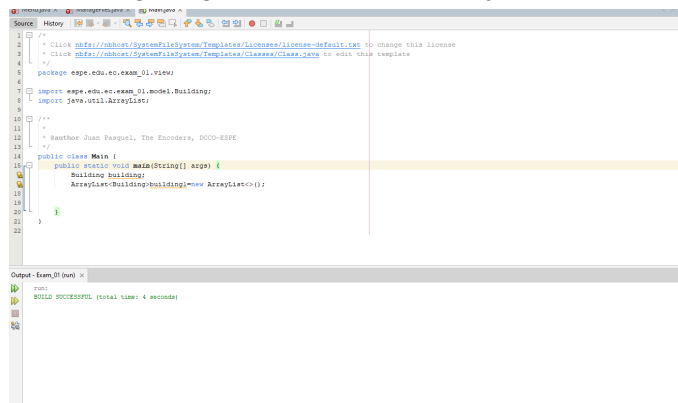 Menu.java × ManageFiles.java × Main.java ×
Source History
1 /*
2 * Click nbfs://nbhost/SystemFileSystem/Templates/Licenses/license-default.txt to change this license
3 * Click nbfs://nbhost/SystemFileSystem/Templates/Classes/Class.java to edit this template
4 */
5 package espe.edu.ec.exam_01.view;
6
7 import espe.edu.ec.exam_01.model.Building;
8 import java.util.ArrayList;
9
10 /**
11 *
12 * @author Juan Pasquel, The Encoders, DCCO-ESPE
13 */
14 public class Main {
15 public static void main(String[] args) {
Building building;
ArrayList<Building>building1=new ArrayList<>();
18
19
20 }
21 }
22
Output - Exam_01 (run) ×
run:
BUILD SUCCESSFUL (total time: 4 seconds)